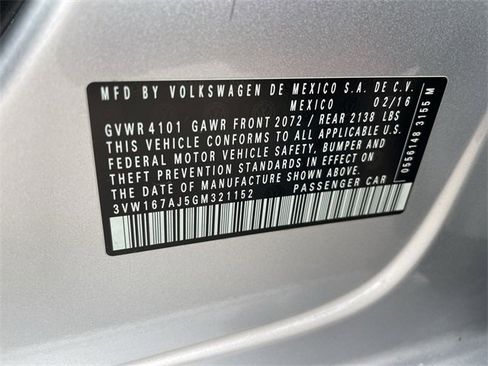 MFD BY VOLKSWAGEN DE MEXICO S.A. DE C.V.
MEXICO 02/16
GVWR 4101 GAWR FRONT 2072 / REAR 2138 LBS
THIS VEHICLE CONFORMS TO ALL APPLICABLE U.S.
FEDERAL MOTOR VEHICLE SAFETY, BUMPER AND
THEFT PREVENTION STANDARDS IN EFFECT ON
THE DATE OF MANUFACTURE SHOWN ABOVE.
3VW167AJ5GM321152 PASSENGER CAR
0556148 3155 M